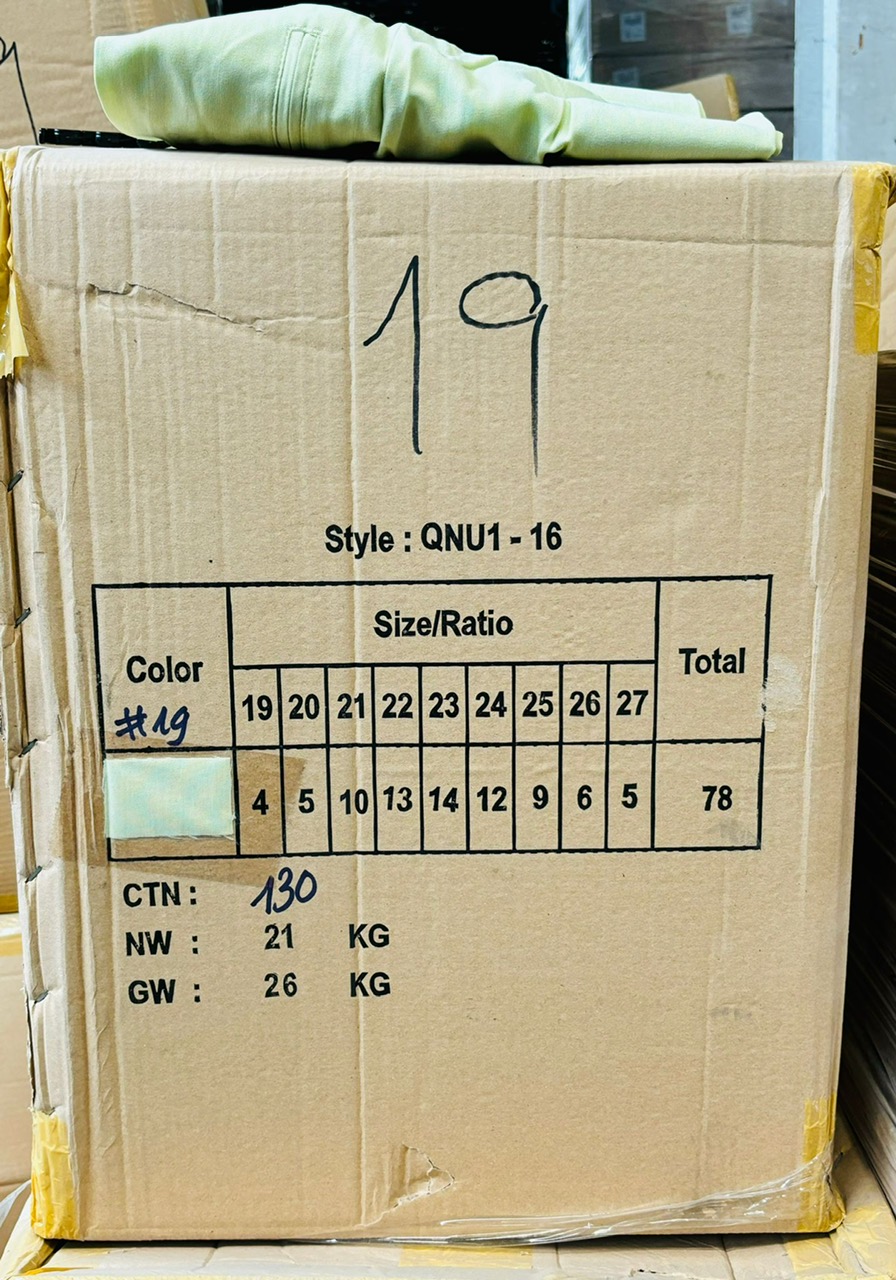 19
Style : QNU1 - 16
Color
#19
Size/Ratio
Total
19 20 21 22 23 24 25 26 27
4 5 10 13 14 12 9 6 5 78
CTN : 130
NW : 21 KG
GW : 26 KG